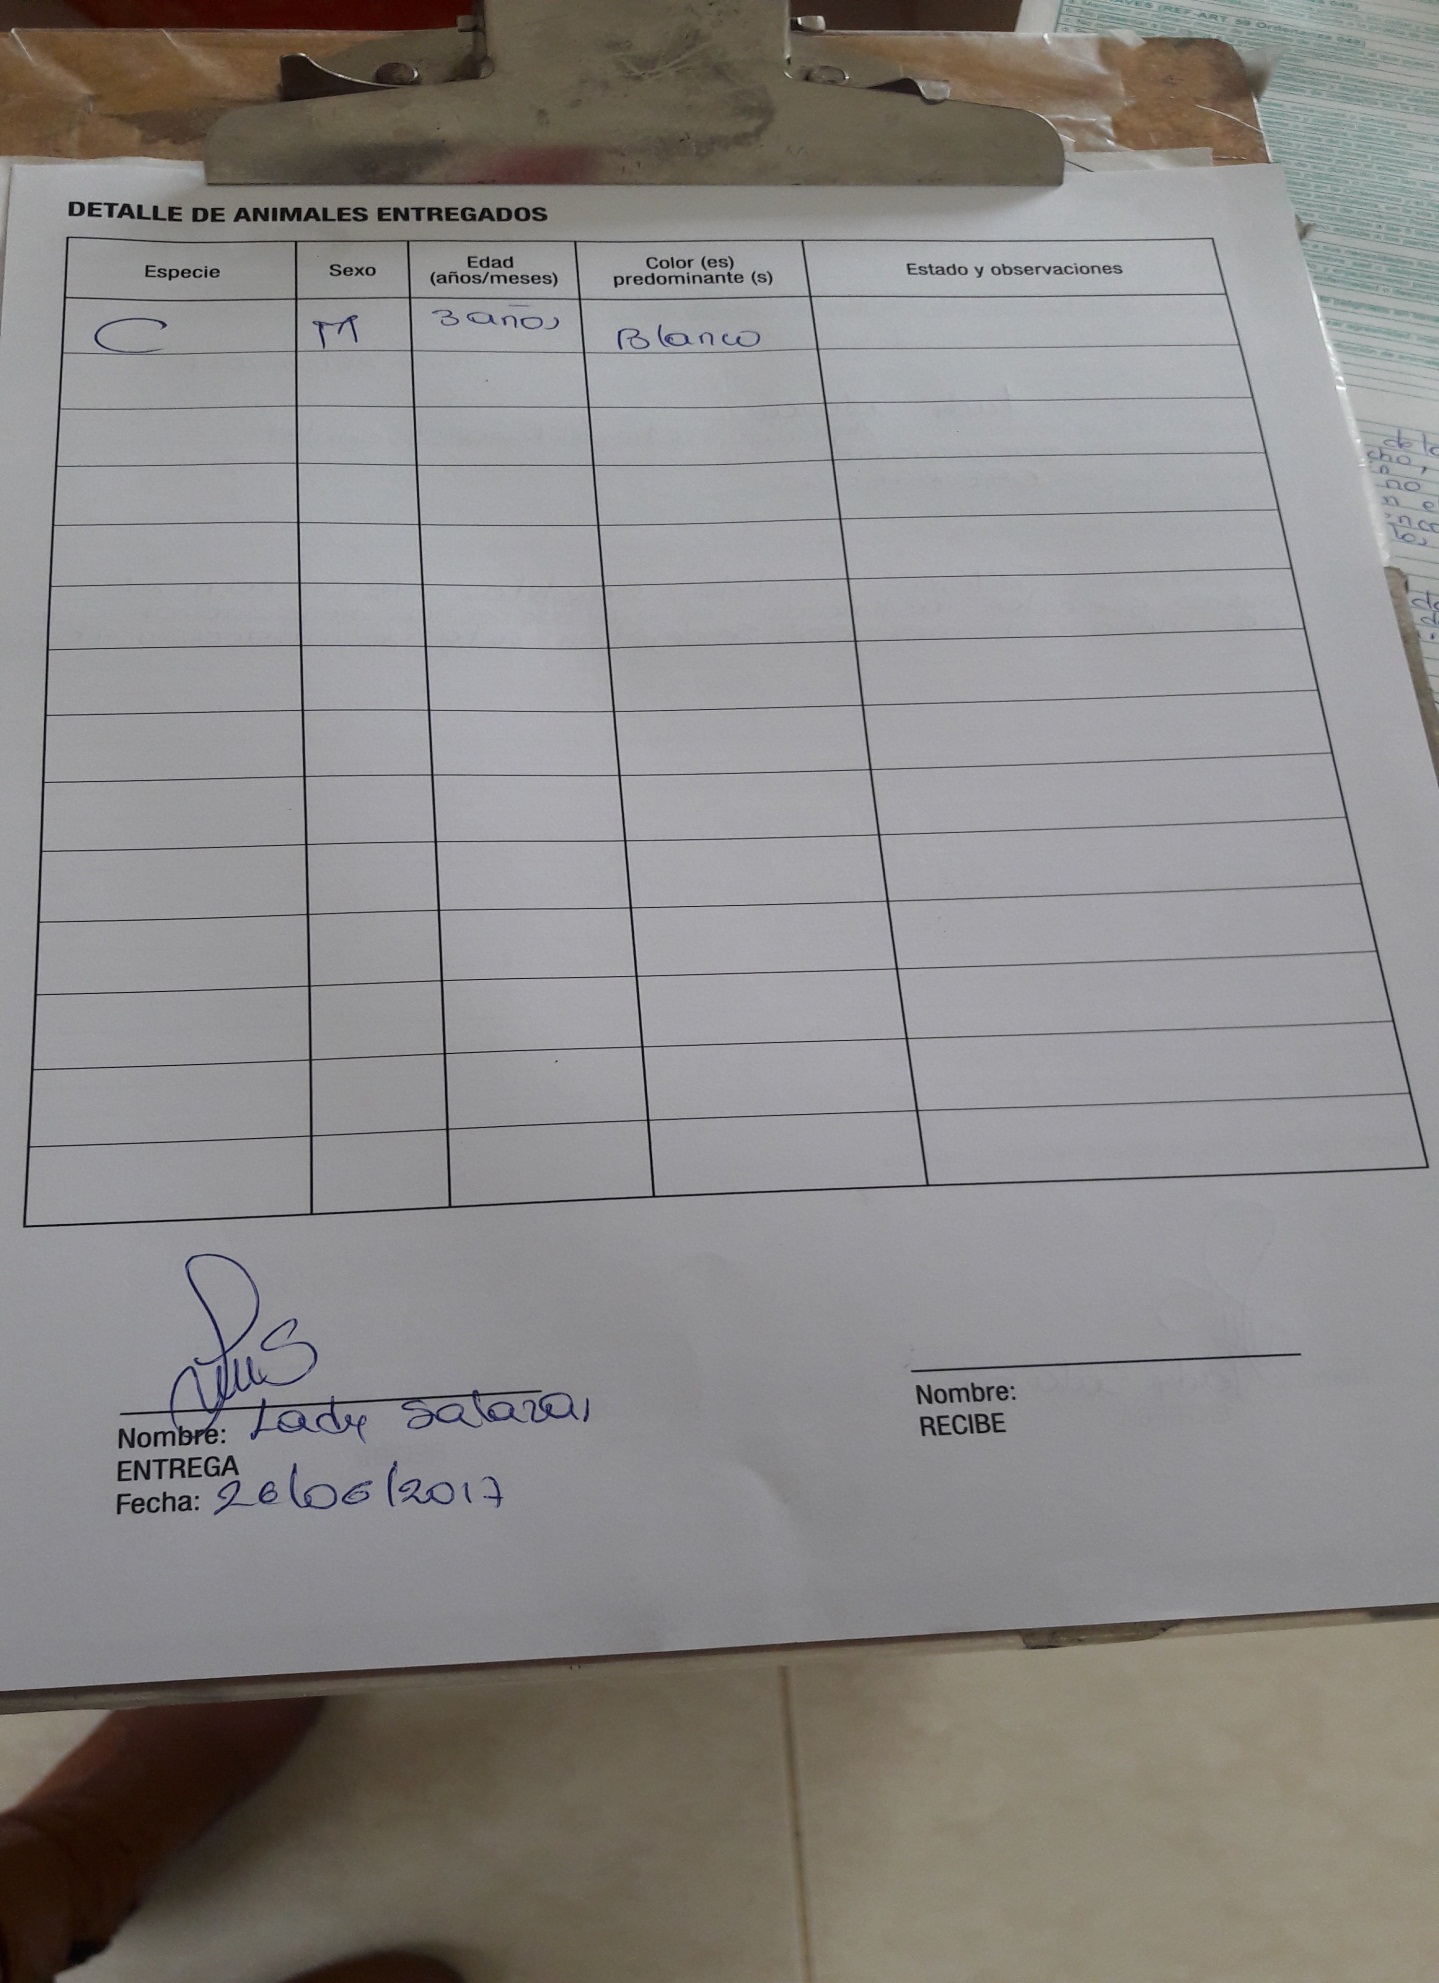 DETALLE DE ANIMALES ENTREGADOS
Especie Sexo Edad (años/meses) Color (es) predominante (s) Estado y observaciones
C M 3 años Blanco
Nombre: Lady Salazar
ENTREGA
Fecha: 26/06/2017
Nombre:
RECIBE